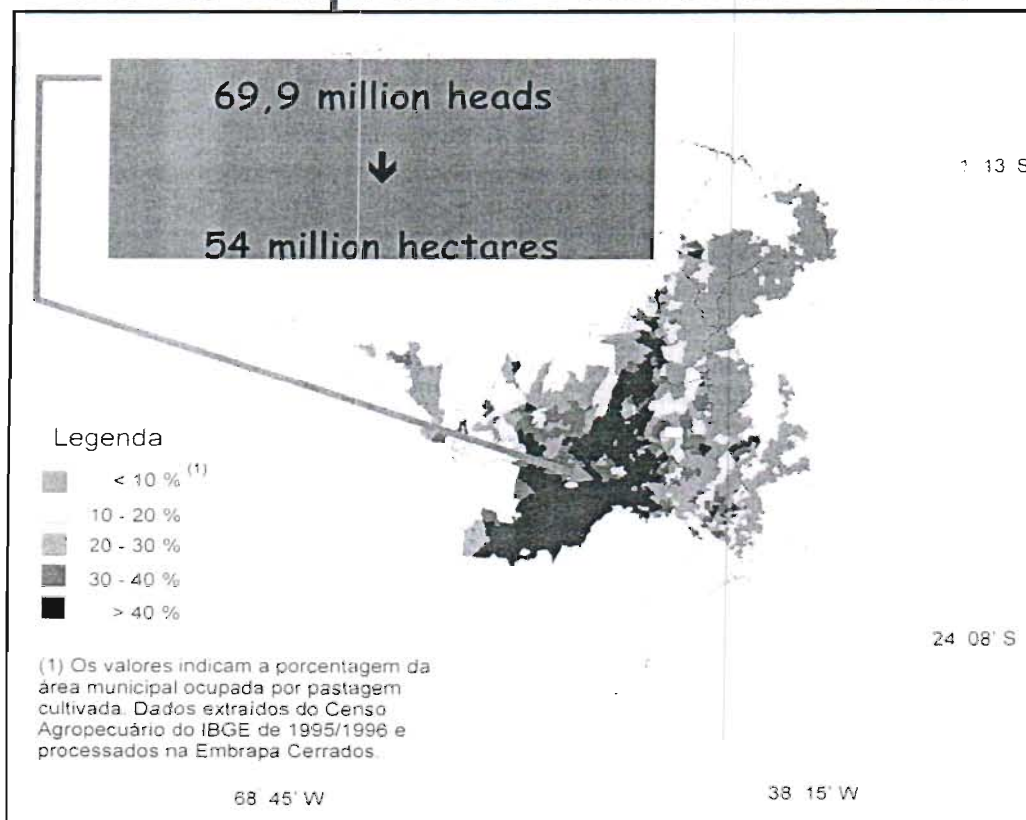 69,9 million heads
↓
54 million hectares
1 13 S
Legenda
< 10 % (1)
10 - 20 %
20 - 30 %
30 - 40 %
> 40 %
24 08' S
(1) Os valores indicam a porcentagem da
área municipal ocupada por pastagem
cultivada. Dados extraídos do Censo
Agropecuário do IBGE de 1995/1996 e
processados na Embrapa Cerrados.
68 45' W
38 15' W